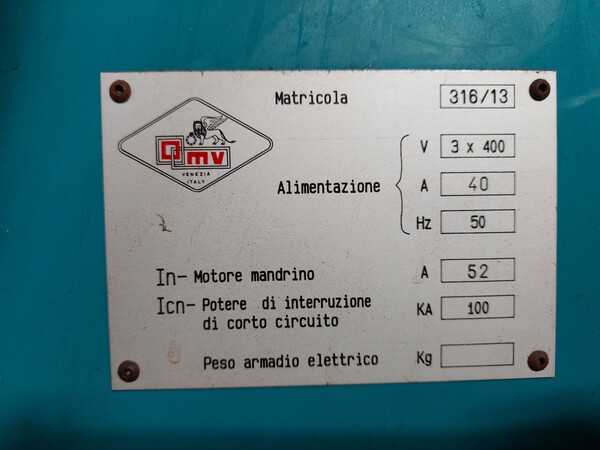 Matricola 316/13
OMV
VENEZIA
ITALY
V 3 x 400
Alimentazione A 40
Hz 50
In- Motore mandrino A 52
Icn- Potere di interruzione
di corto circuito KA 100
Peso armadio elettrico Kg